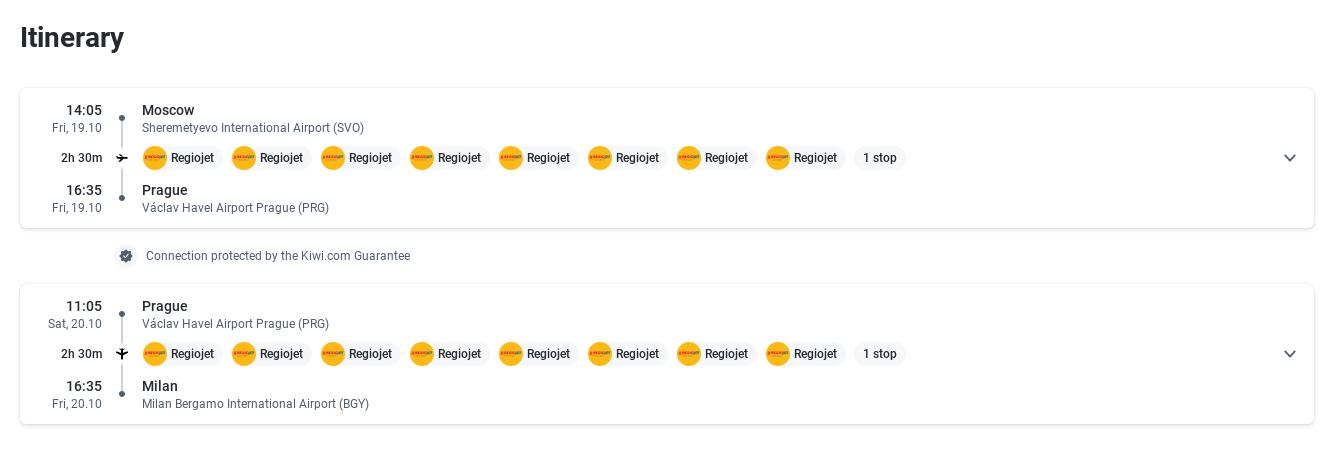 Itinerary
14:05 Moscow
Fri, 19.10 Sheremetyevo International Airport (SVO)
2h 30m Regiojet Regiojet Regiojet Regiojet Regiojet Regiojet Regiojet Regiojet 1 stop
16:35 Prague
Fri, 19.10 Václav Havel Airport Prague (PRG)
Connection protected by the Kiwi.com Guarantee
11:05 Prague
Sat, 20.10 Václav Havel Airport Prague (PRG)
2h 30m Regiojet Regiojet Regiojet Regiojet Regiojet Regiojet Regiojet Regiojet 1 stop
16:35 Milan
Fri, 20.10 Milan Bergamo International Airport (BGY)